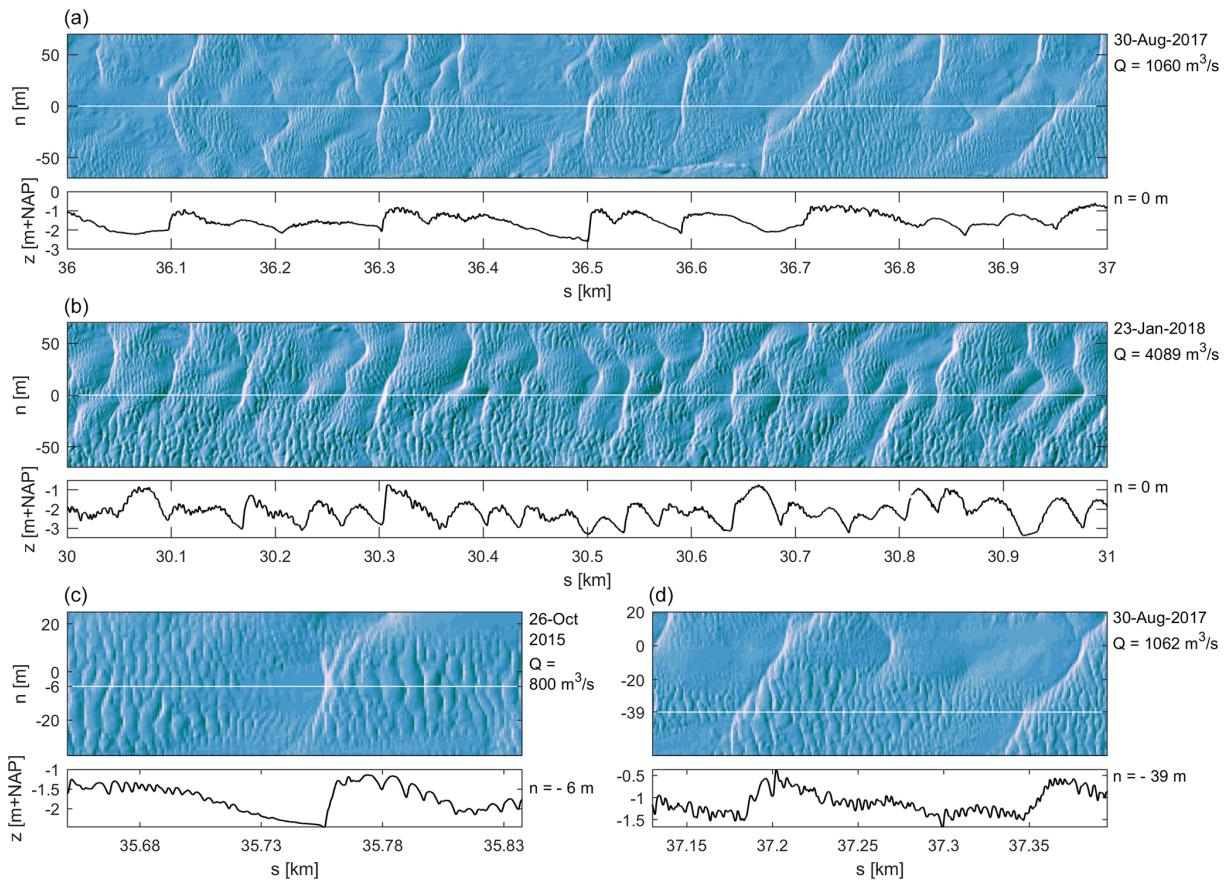 (a)
30-Aug-2017
Q = 1060 m³/s
n [m]
50
0
-50
z [m+NAP]
0
-1
-2
-3
n = 0 m
36 36.1 36.2 36.3 36.4 36.5 36.6 36.7 36.8 36.9 37
s [km]
(b)
23-Jan-2018
Q = 4089 m³/s
n [m]
50
0
-50
z [m+NAP]
-1
-2
-3
n = 0 m
30 30.1 30.2 30.3 30.4 30.5 30.6 30.7 30.8 30.9 31
s [km]
(c)
26-Oct
2015
Q =
800 m³/s
n [m]
20
0
-6
-20
z [m+NAP]
-1
-1.5
-2
n = - 6 m
35.68 35.73 35.78 35.83
s [km]
(d)
30-Aug-2017
Q = 1062 m³/s
20
0
-20
-39
-0.5
-1
-1.5
n = - 39 m
37.15 37.2 37.25 37.3 37.35
s [km]